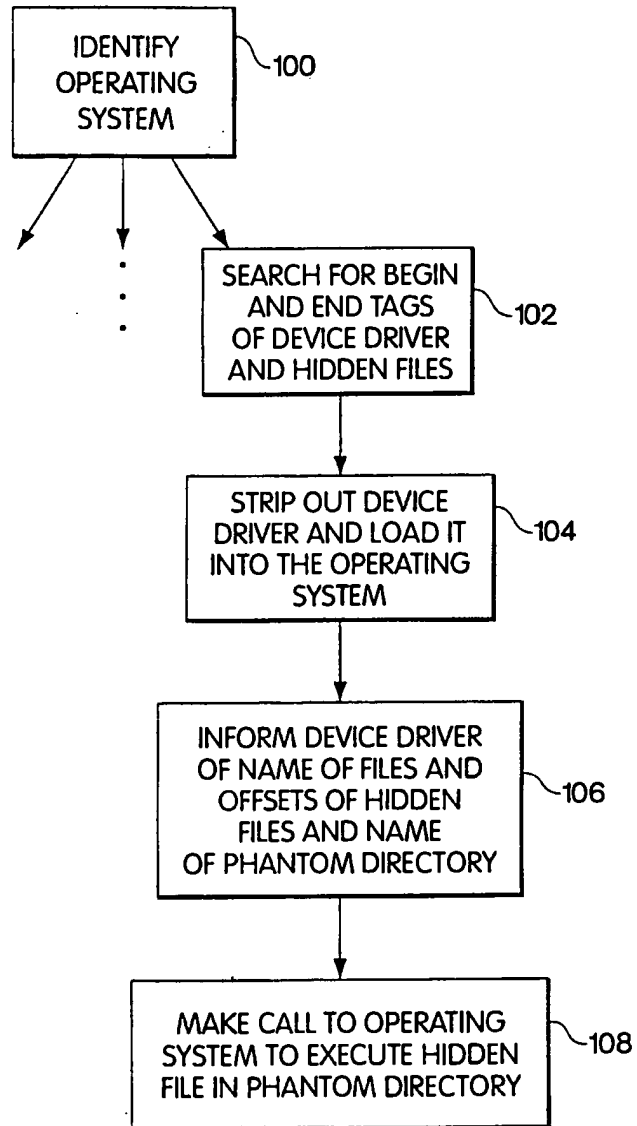 IDENTIFY
OPERATING
SYSTEM
100
SEARCH FOR BEGIN
AND END TAGS
OF DEVICE DRIVER
AND HIDDEN FILES
102
STRIP OUT DEVICE
DRIVER AND LOAD IT
INTO THE OPERATING
SYSTEM
104
INFORM DEVICE DRIVER
OF NAME OF FILES AND
OFFSETS OF HIDDEN
FILES AND NAME
OF PHANTOM DIRECTORY
106
MAKE CALL TO OPERATING
SYSTEM TO EXECUTE HIDDEN
FILE IN PHANTOM DIRECTORY
108